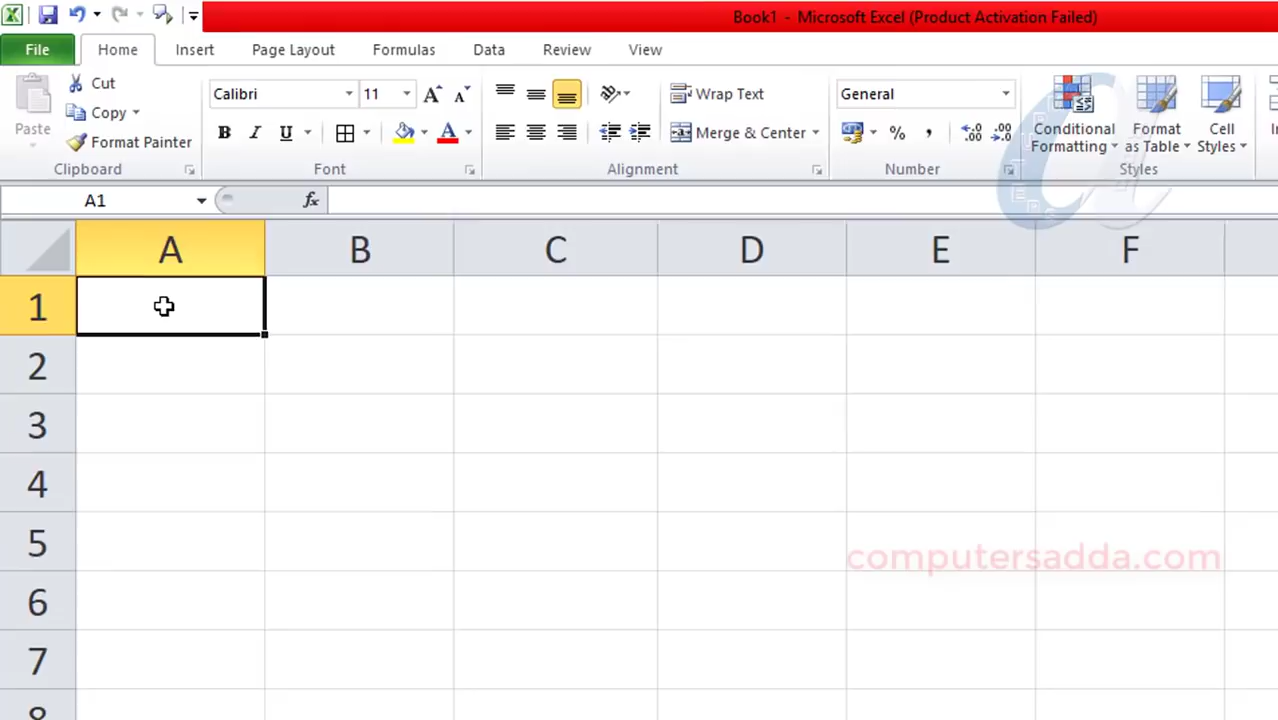 Book1 - Microsoft Excel (Product Activation Failed)
File Home Insert Page Layout Formulas Data Review View
Paste
Cut
Copy
Format Painter
Clipboard
Calibri 11
B I U A
Font
Wrap Text
Merge & Center
Alignment
General
% ,
Number
Conditional Formatting
Format as Table
Cell Styles
Styles
A1 fx
A B C D E F
1
2
3
4
5
computersadda.com
6
7
8